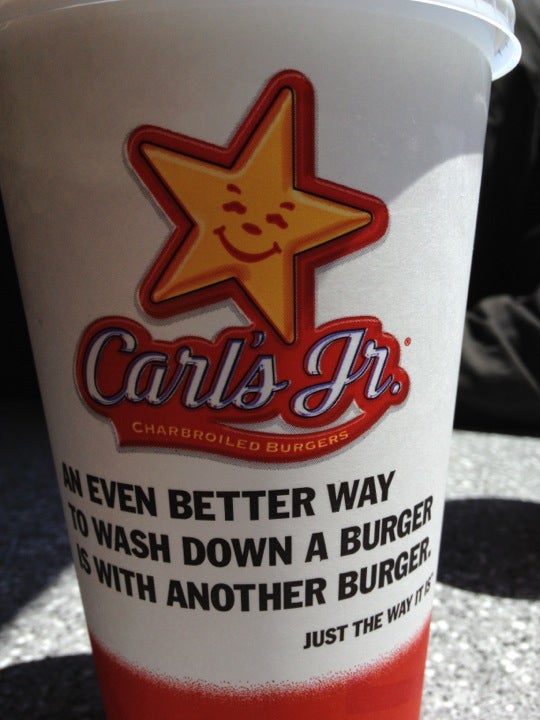 Carl's Jr.®
CHARBROILED BURGERS
AN EVEN BETTER WAY
TO WASH DOWN A BURGER
IS WITH ANOTHER BURGER.
JUST THE WAY IT IS